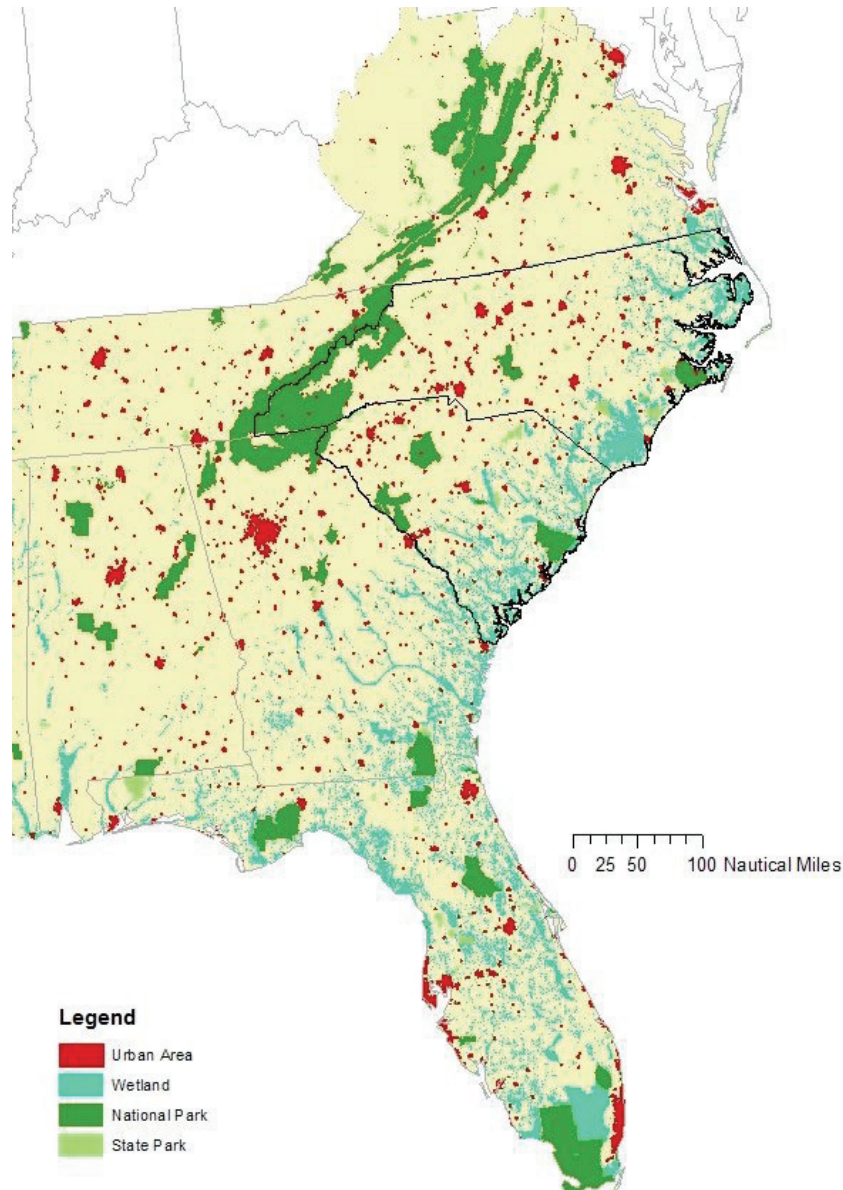 0 25 50 100 Nautical Miles
Legend
Urban Area
Wetland
National Park
State Park